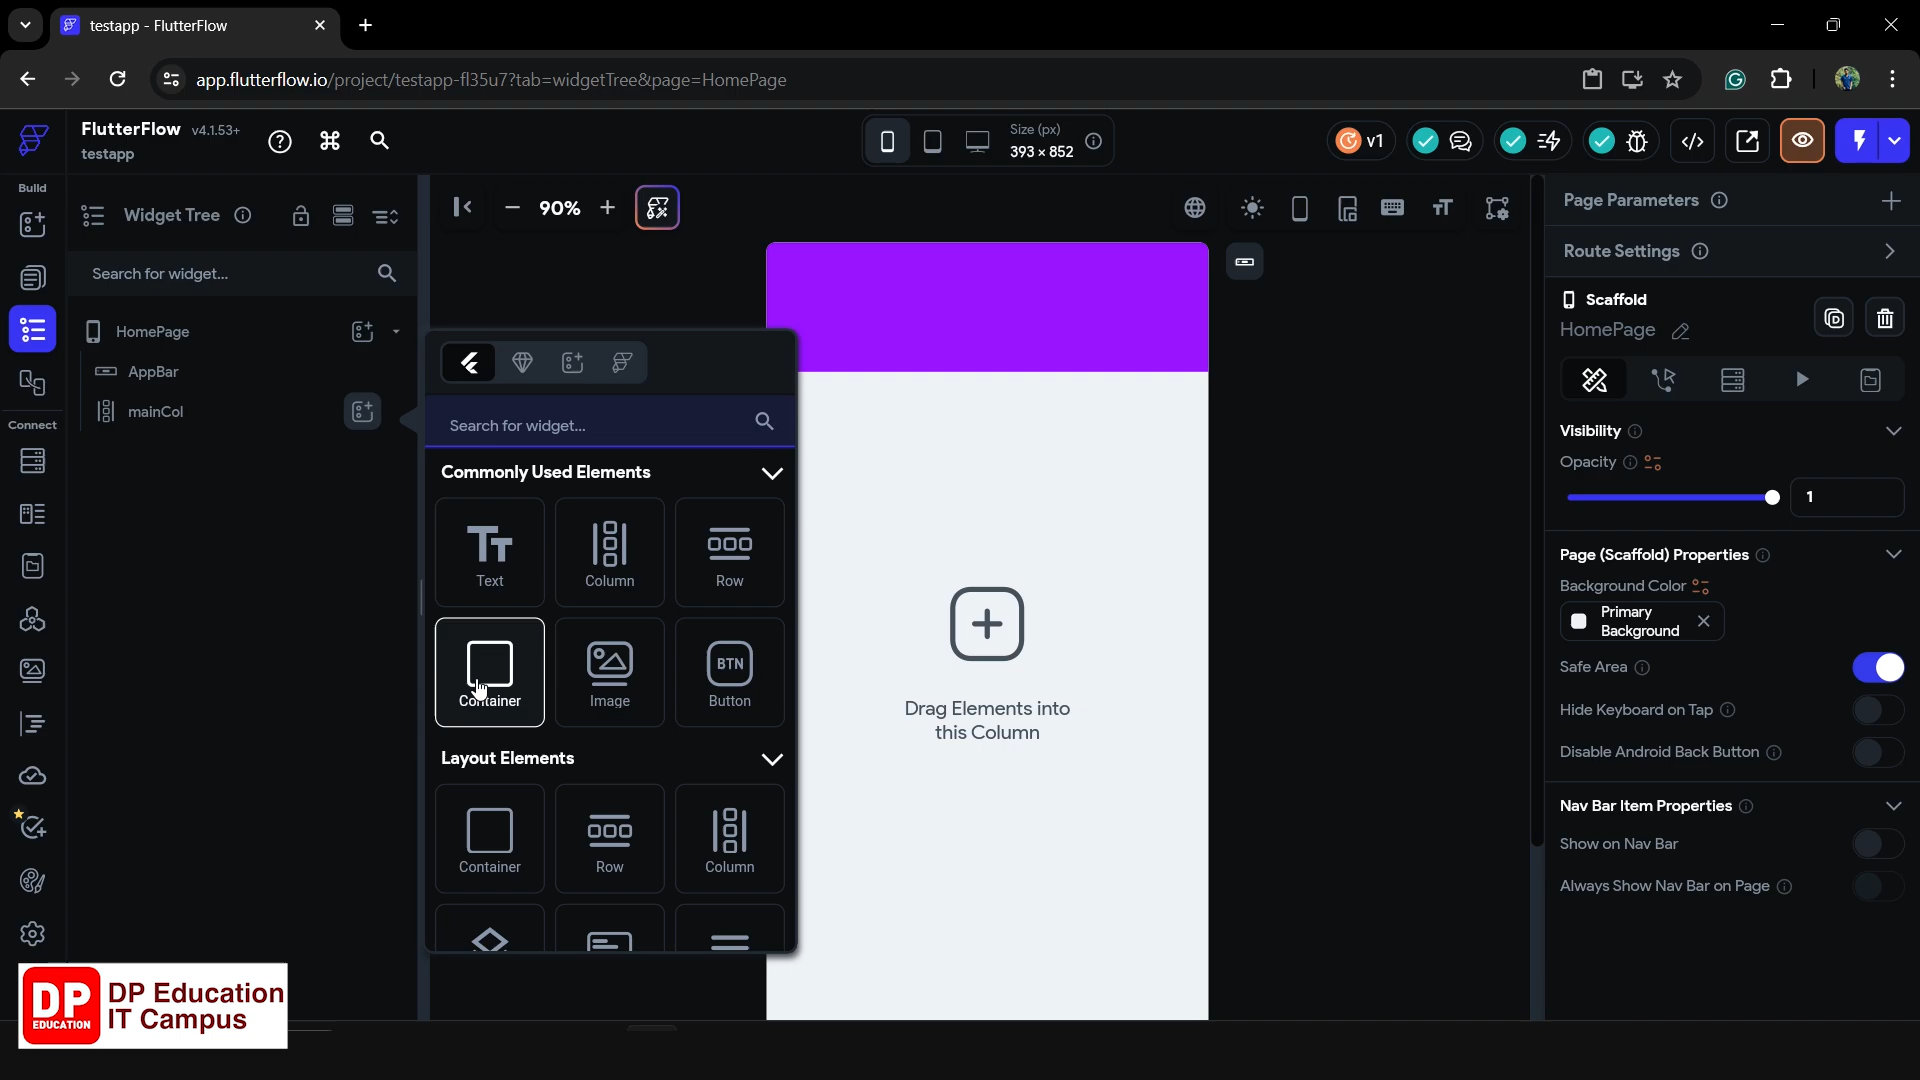 testapp - FlutterFlow
app.flutterflow.io/project/testapp-fl35u7?tab=widgetTree&page=HomePage
FlutterFlow v4.1.53+
testapp
Size (px)
393 × 852
v1
Build
Widget Tree
Search for widget...
HomePage
AppBar
mainCol
Connect
90%
Search for widget...
Commonly Used Elements
Text
Column
Row
Container
Image
BTN
Button
Layout Elements
Container
Row
Column
Drag Elements into
this Column
Page Parameters
Route Settings
Scaffold
HomePage
Visibility
Opacity
1
Page (Scaffold) Properties
Background Color
Primary
Background
Safe Area
Hide Keyboard on Tap
Disable Android Back Button
Nav Bar Item Properties
Show on Nav Bar
Always Show Nav Bar on Page
DP
EDUCATION
DP Education
IT Campus